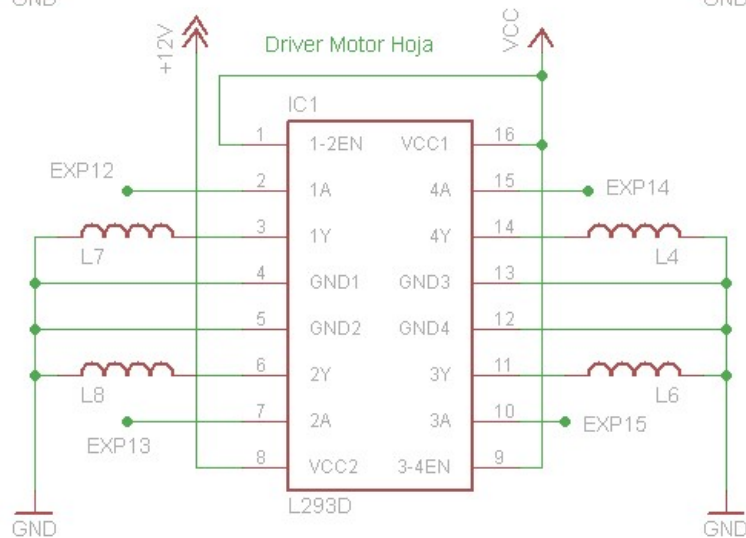 GND
GND
+12V
Driver Motor Hoja
VCC
IC1
1 1-2EN VCC1 16
EXP12
2 1A 4A 15 EXP14
3 1Y 4Y 14
L7 L4
4 GND1 GND3 13
5 GND2 GND4 12
6 2Y 3Y 11
L8 L6
7 2A 3A 10 EXP15
EXP13
8 VCC2 3-4EN 9
L293D
GND
GND